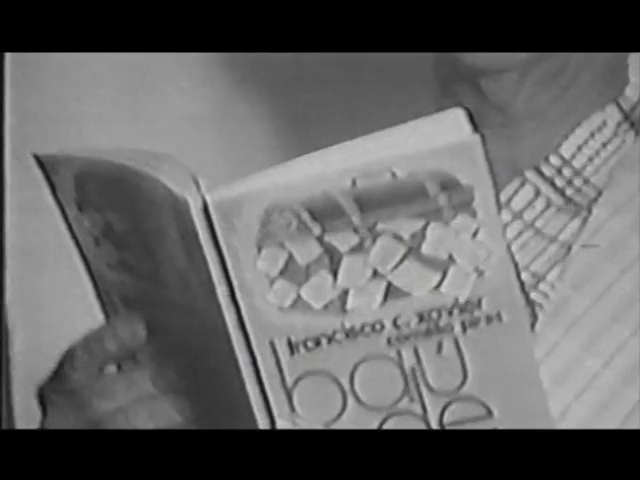 francisco c. xavier
cornélio pires
baú
de